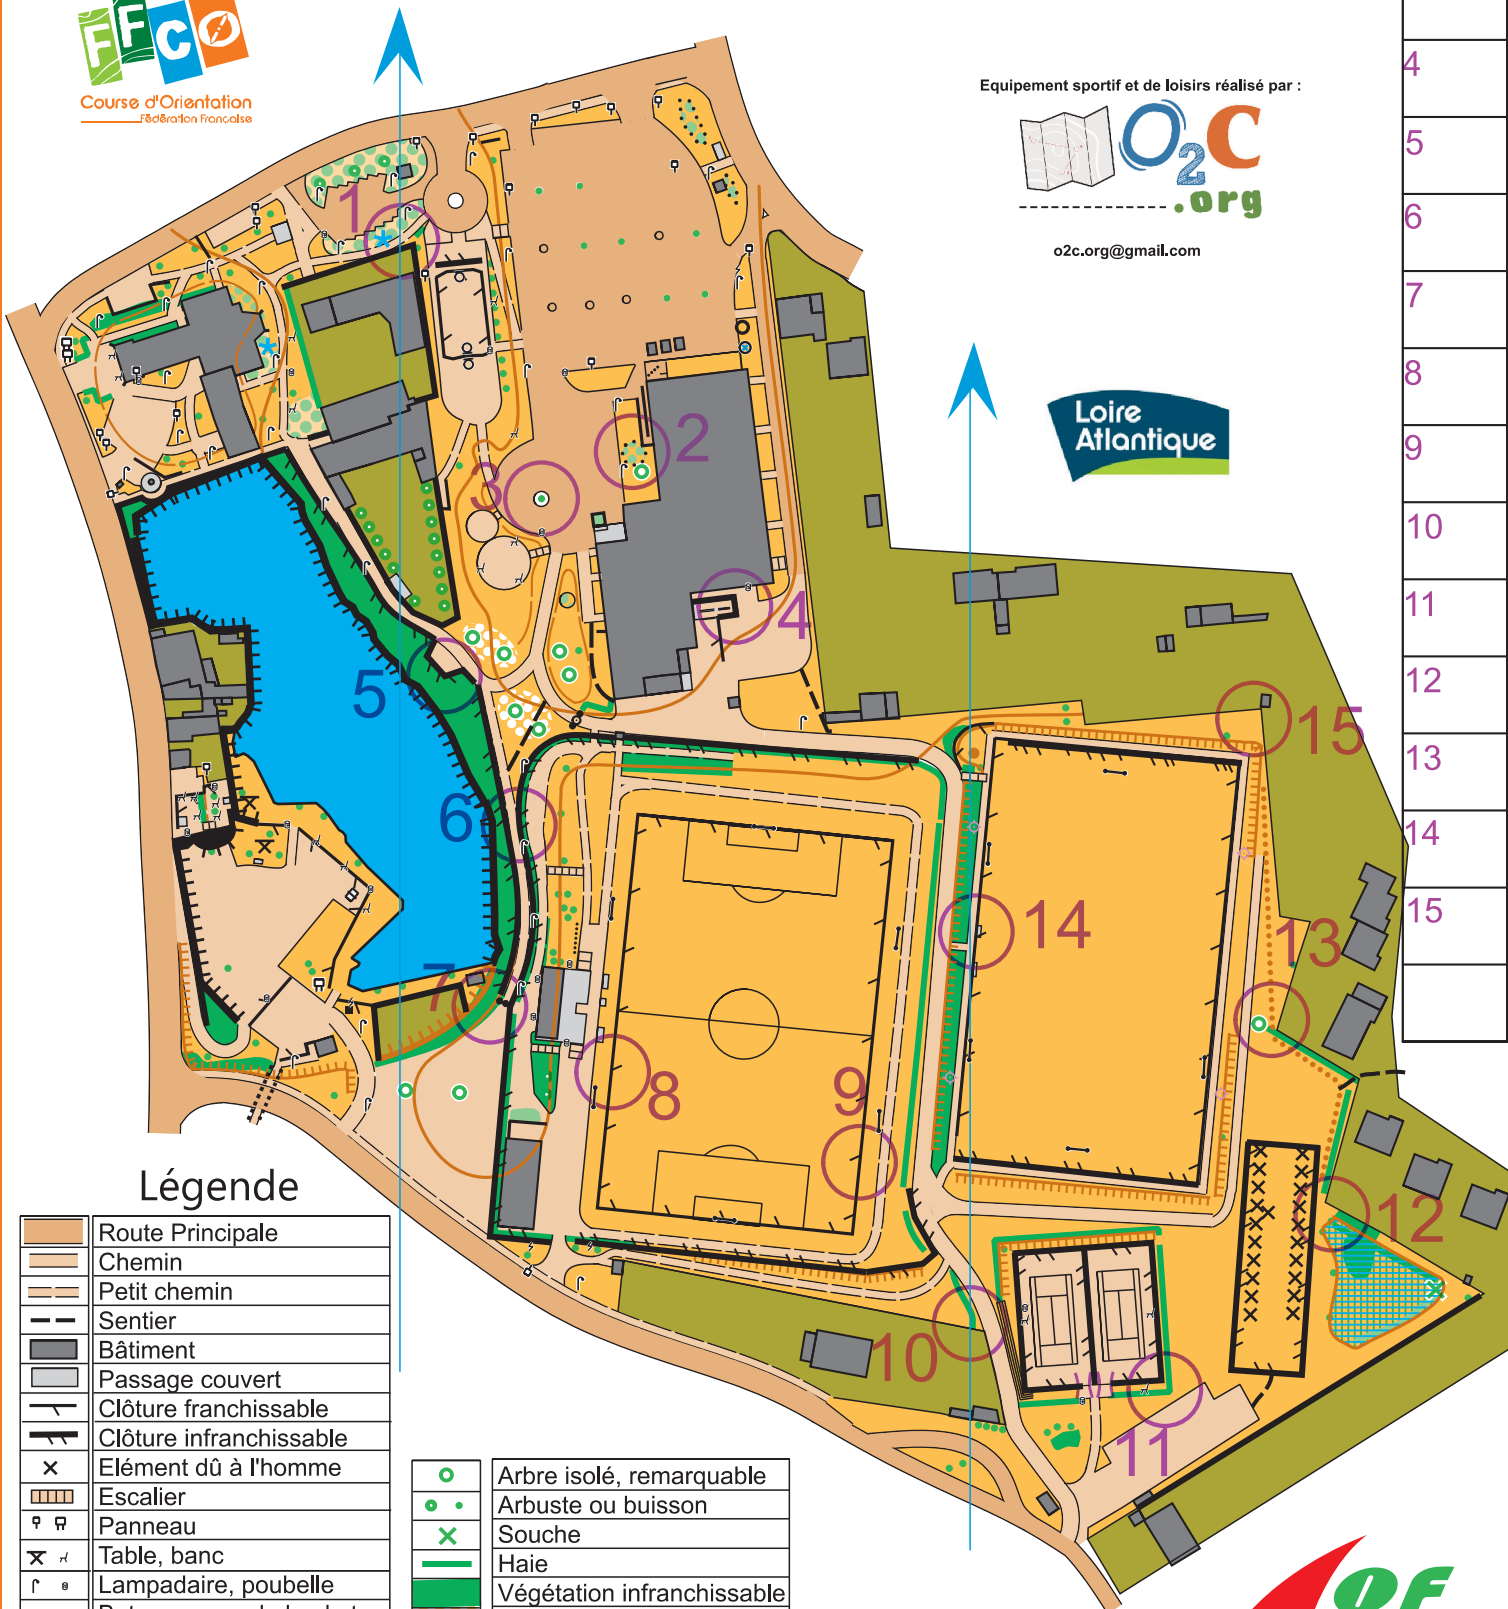 FFCO
Course d'Orientation
Fédération Française
Equipement sportif et de loisirs réalisé par :
O2C
.org
o2c.org@gmail.com
Loire
Atlantique
4
5
6
7
8
9
10
11
12
13
14
15
1
2
3
4
5
6
7
8
9
10
11
12
13
14
15
Légende
Route Principale
Chemin
Petit chemin
Sentier
Bâtiment
Passage couvert
Clôture franchissable
Clôture infranchissable
Elément dû à l'homme
Escalier
Panneau
Table, banc
Lampadaire, poubelle
Arbre isolé, remarquable
Arbuste ou buisson
Souche
Haie
Végétation infranchissable
OF